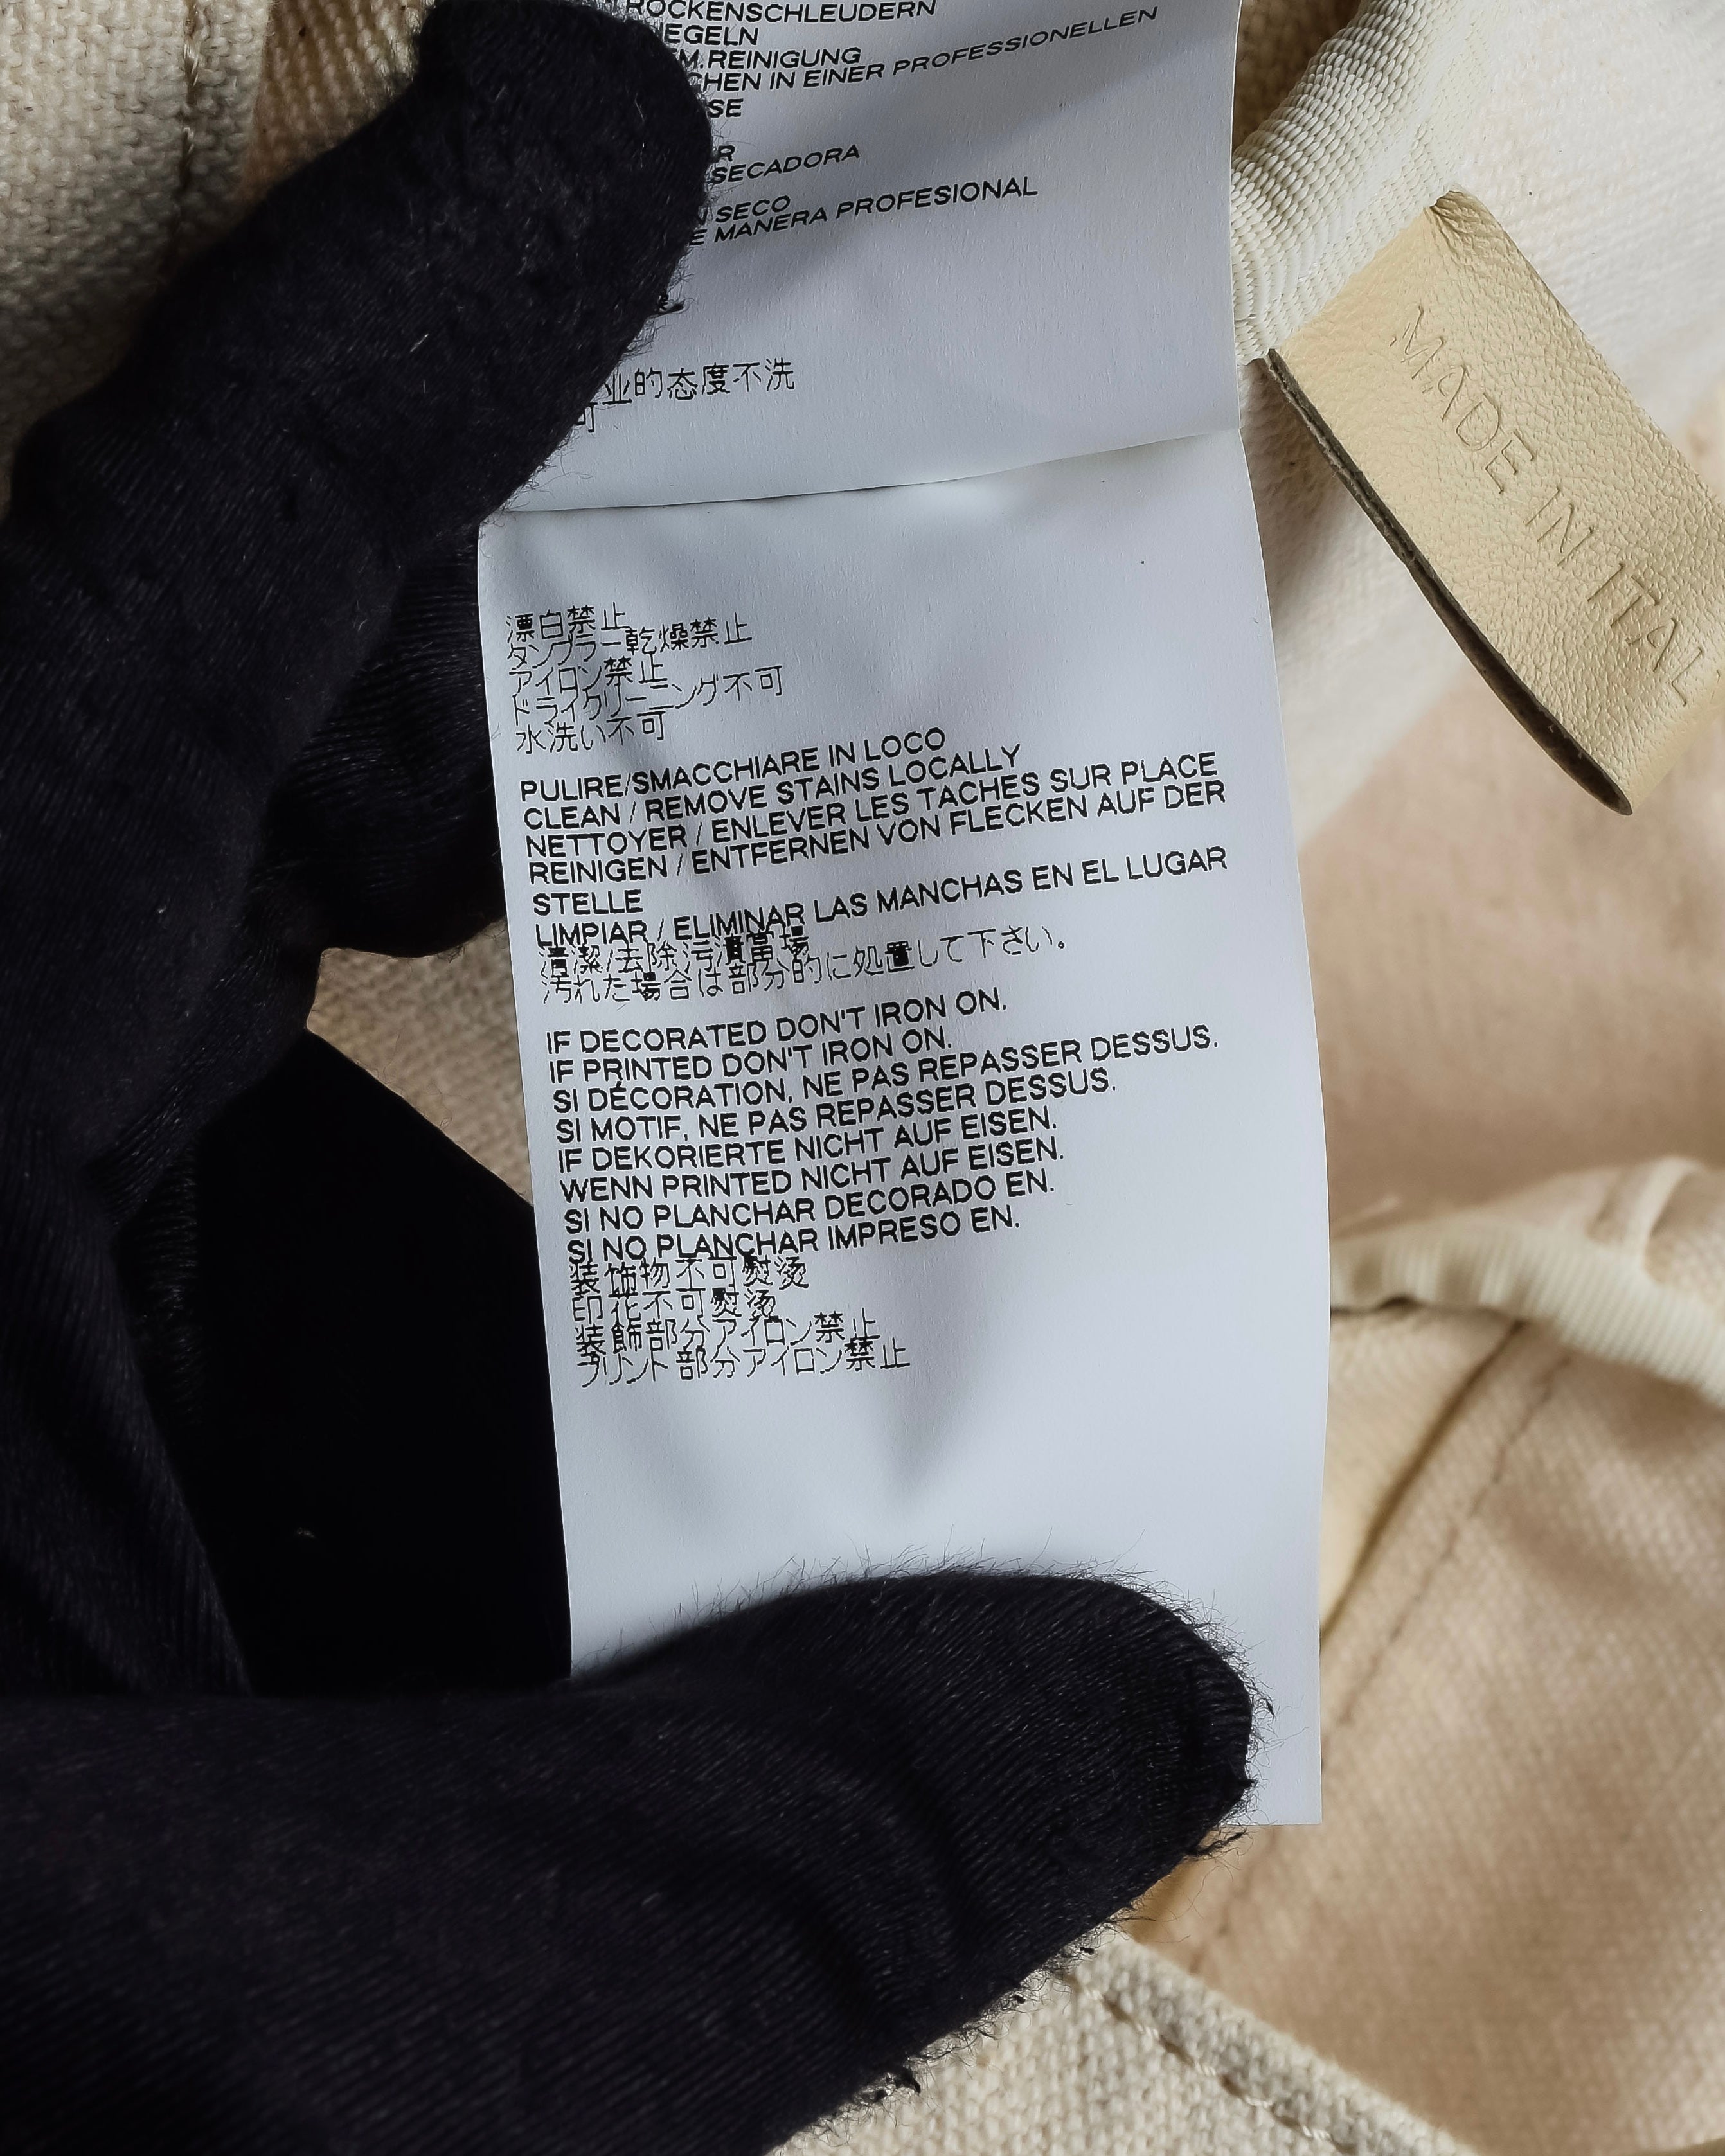 ROCKENSCHLEUDERN
EGELN
M.REINIGUNG
CHEN IN EINER PROFESSIONELLEN
SE
R
SECADORA
N SECO
E MANERA PROFESIONAL
业的态度不洗
可
漂白禁止
タンブラー乾燥禁止
アイロン禁止
ドライクリーニング不可
水洗い不可
PULIRE/SMACCHIARE IN LOCO
CLEAN / REMOVE STAINS LOCALLY
NETTOYER / ENLEVER LES TACHES SUR PLACE
REINIGEN / ENTFERNEN VON FLECKEN AUF DER
STELLE
LIMPIAR / ELIMINAR LAS MANCHAS EN EL LUGAR
清潔/去除污漬當場
汚れた場合は部分的に処置して下さい。
IF DECORATED DON'T IRON ON.
IF PRINTED DON'T IRON ON.
SI DÉCORATION, NE PAS REPASSER DESSUS.
SI MOTIF, NE PAS REPASSER DESSUS.
IF DEKORIERTE NICHT AUF EISEN.
WENN PRINTED NICHT AUF EISEN.
SI NO PLANCHAR DECORADO EN.
SI NO PLANCHAR IMPRESO EN.
装饰物不可熨烫
印花不可熨烫
装飾部分アイロン禁止
プリント部分アイロン禁止
MADE IN ITAL